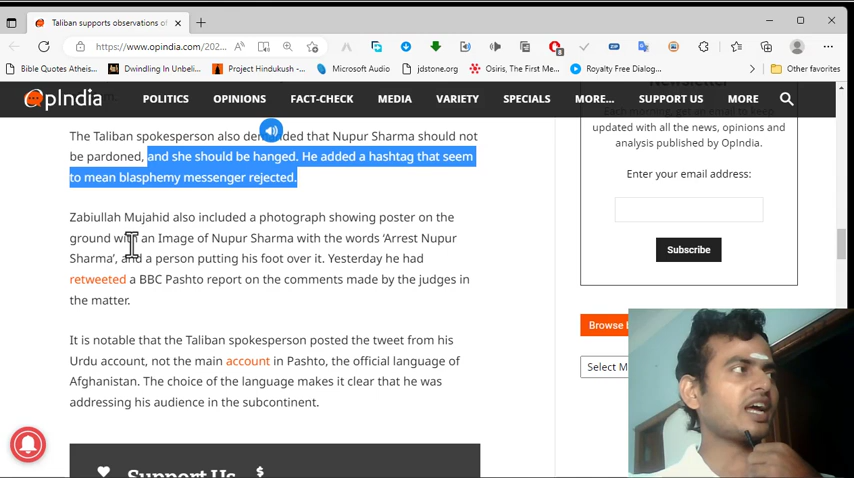 Taliban supports observations of
https://www.opindia.com/202...
Bible Quotes Atheis...
Dwindling In Unbeli...
Project Hindukush -...
Microsoft Audio
jdstone.org
Osiris, The First Me...
Royalty Free Dialog...
Other favorites
OpIndia
POLITICS
OPINIONS
FACT-CHECK
MEDIA
VARIETY
SPECIALS
MORE...
SUPPORT US
MORE
The Taliban spokesperson also demanded that Nupur Sharma should not
be pardoned, and she should be hanged. He added a hashtag that seem
to mean blasphemy messenger rejected.
Zabiullah Mujahid also included a photograph showing poster on the
ground with an Image of Nupur Sharma with the words ‘Arrest Nupur
Sharma’, and a person putting his foot over it. Yesterday he had
retweeted a BBC Pashto report on the comments made by the judges in
the matter.
It is notable that the Taliban spokesperson posted the tweet from his
Urdu account, not the main account in Pashto, the official language of
Afghanistan. The choice of the language makes it clear that he was
addressing his audience in the subcontinent.
Support Us $
updated with all the news, opinions and
analysis published by OpIndia.
Enter your email address:
Subscribe
Browse
Select M